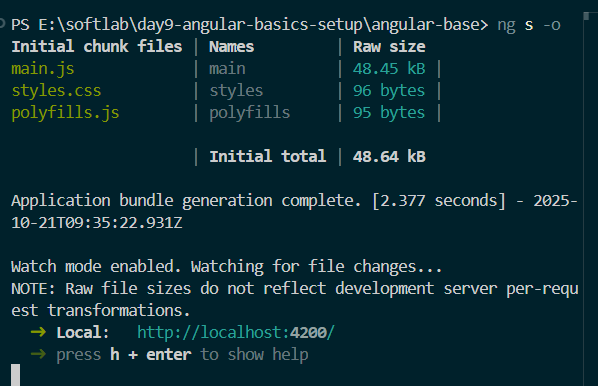 PS E:\softlab\day9-angular-basics-setup\angular-base> ng s -o
Initial chunk files | Names | Raw size
main.js | main | 48.45 kB |
styles.css | styles | 96 bytes |
polyfills.js | polyfills | 95 bytes |
| Initial total | 48.64 kB
Application bundle generation complete. [2.377 seconds] - 2025-
10-21T09:35:22.931Z
Watch mode enabled. Watching for file changes...
NOTE: Raw file sizes do not reflect development server per-requ
est transformations.
➜ Local: http://localhost:4200/
➜ press h + enter to show help